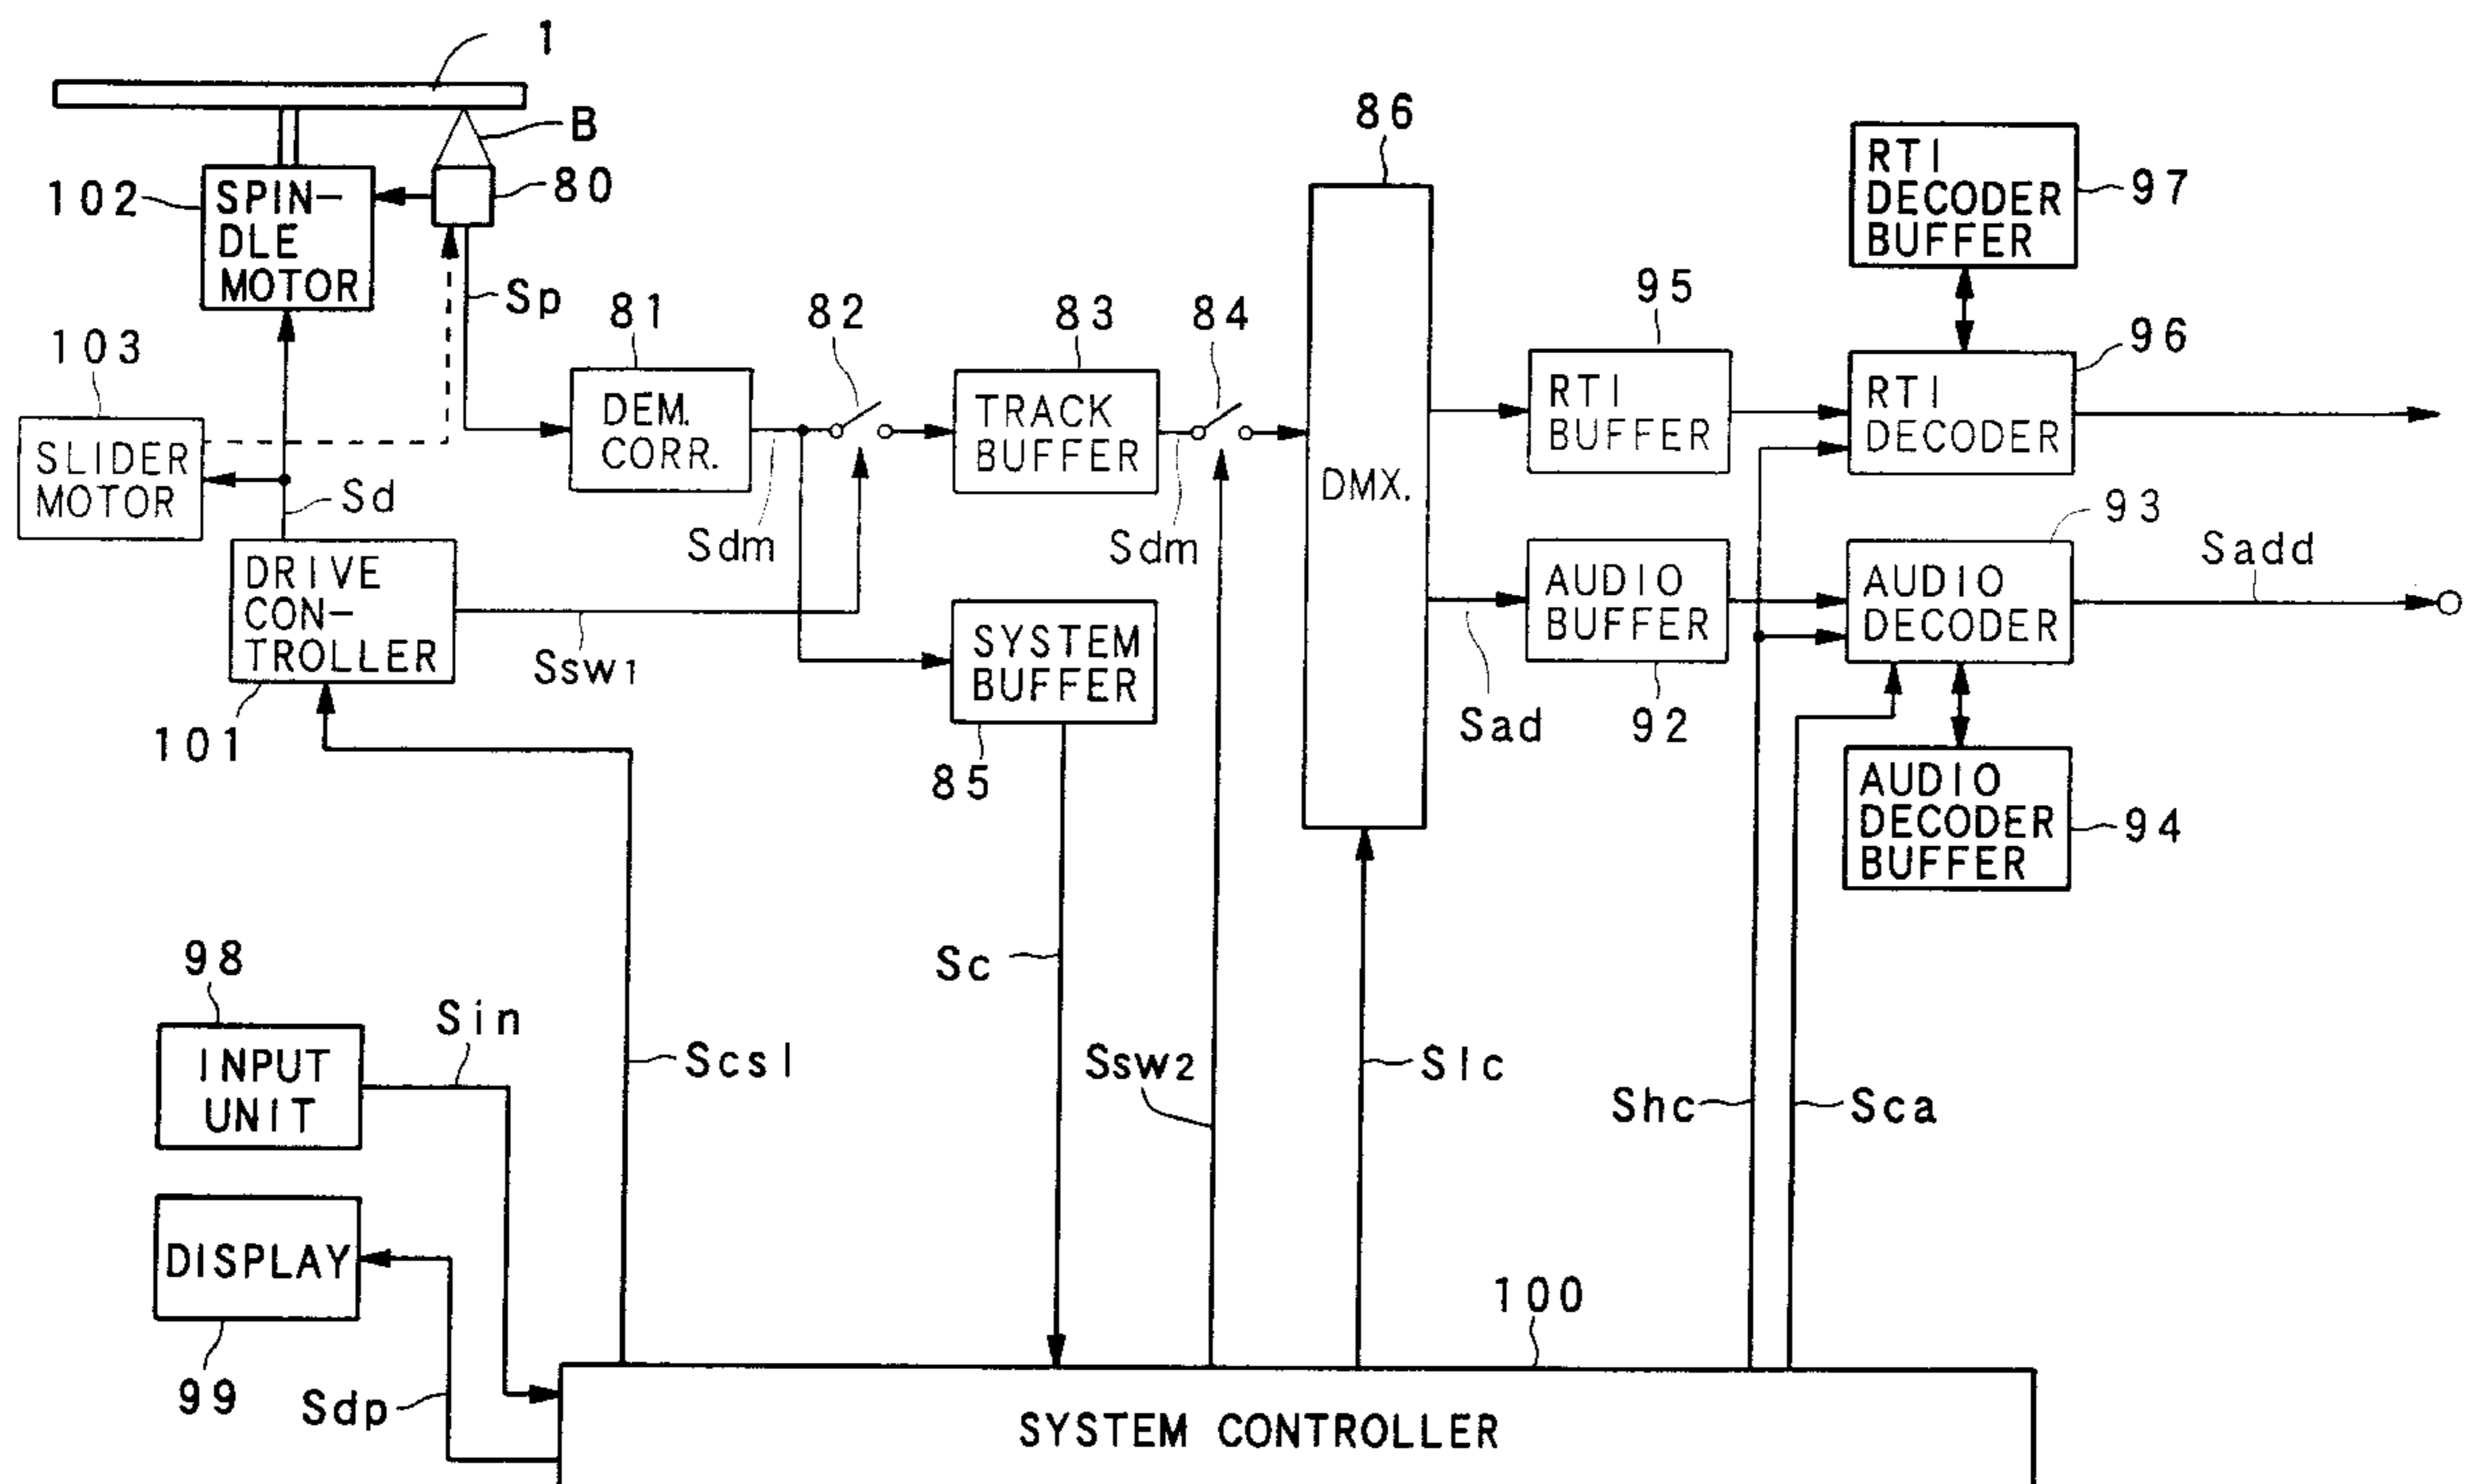 1
B
80
102
SPIN-
DLE
MOTOR
Sp
103
SLIDER
MOTOR
Sd
81
DEM.
CORR.
82
83
TRACK
BUFFER
84
86
DMX.
95
RTI
BUFFER
RTI
DECODER
BUFFER
97
96
RTI
DECODER
93
Sadd
AUDIO
DECODER
AUDIO
BUFFER
92
Sad
AUDIO
DECODER
BUFFER
94
Sdm
Sdm
DRIVE
CON-
TROLLER
101
Ssw1
SYSTEM
BUFFER
85
98
INPUT
UNIT
Sin
Scsl
Sc
Ssw2
Slc
Shc
Sca
DISPLAY
99
Sdp
100
SYSTEM CONTROLLER